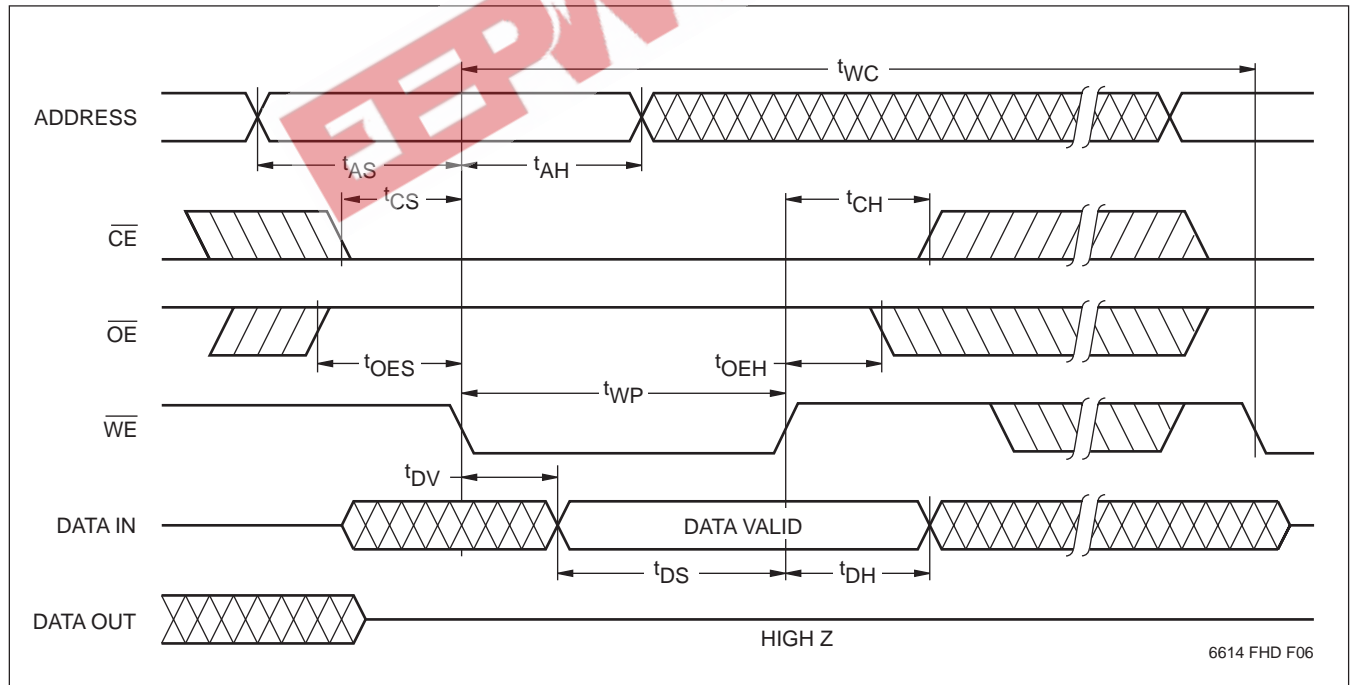 EEPW
tWC
ADDRESS
tAS
tAH
tCS
tCH
CE
OE
tOES
tOEH
tWP
WE
tDV
DATA IN
DATA VALID
tDS
tDH
DATA OUT
HIGH Z
6614 FHD F06